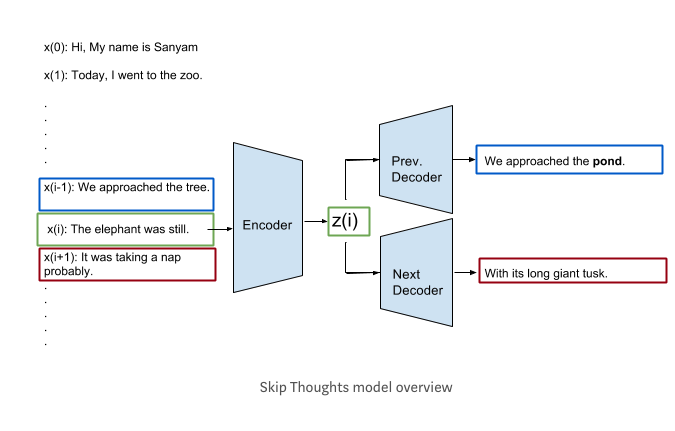 x(0): Hi, My name is Sanyam
x(1): Today, I went to the zoo.
.
.
.
.
.
x(i-1): We approached the tree.
x(i): The elephant was still.
x(i+1): It was taking a nap
probably.
.
.
.
.
.
Encoder
z(i)
Prev.
Decoder
We approached the pond.
Next
Decoder
With its long giant tusk.
Skip Thoughts model overview